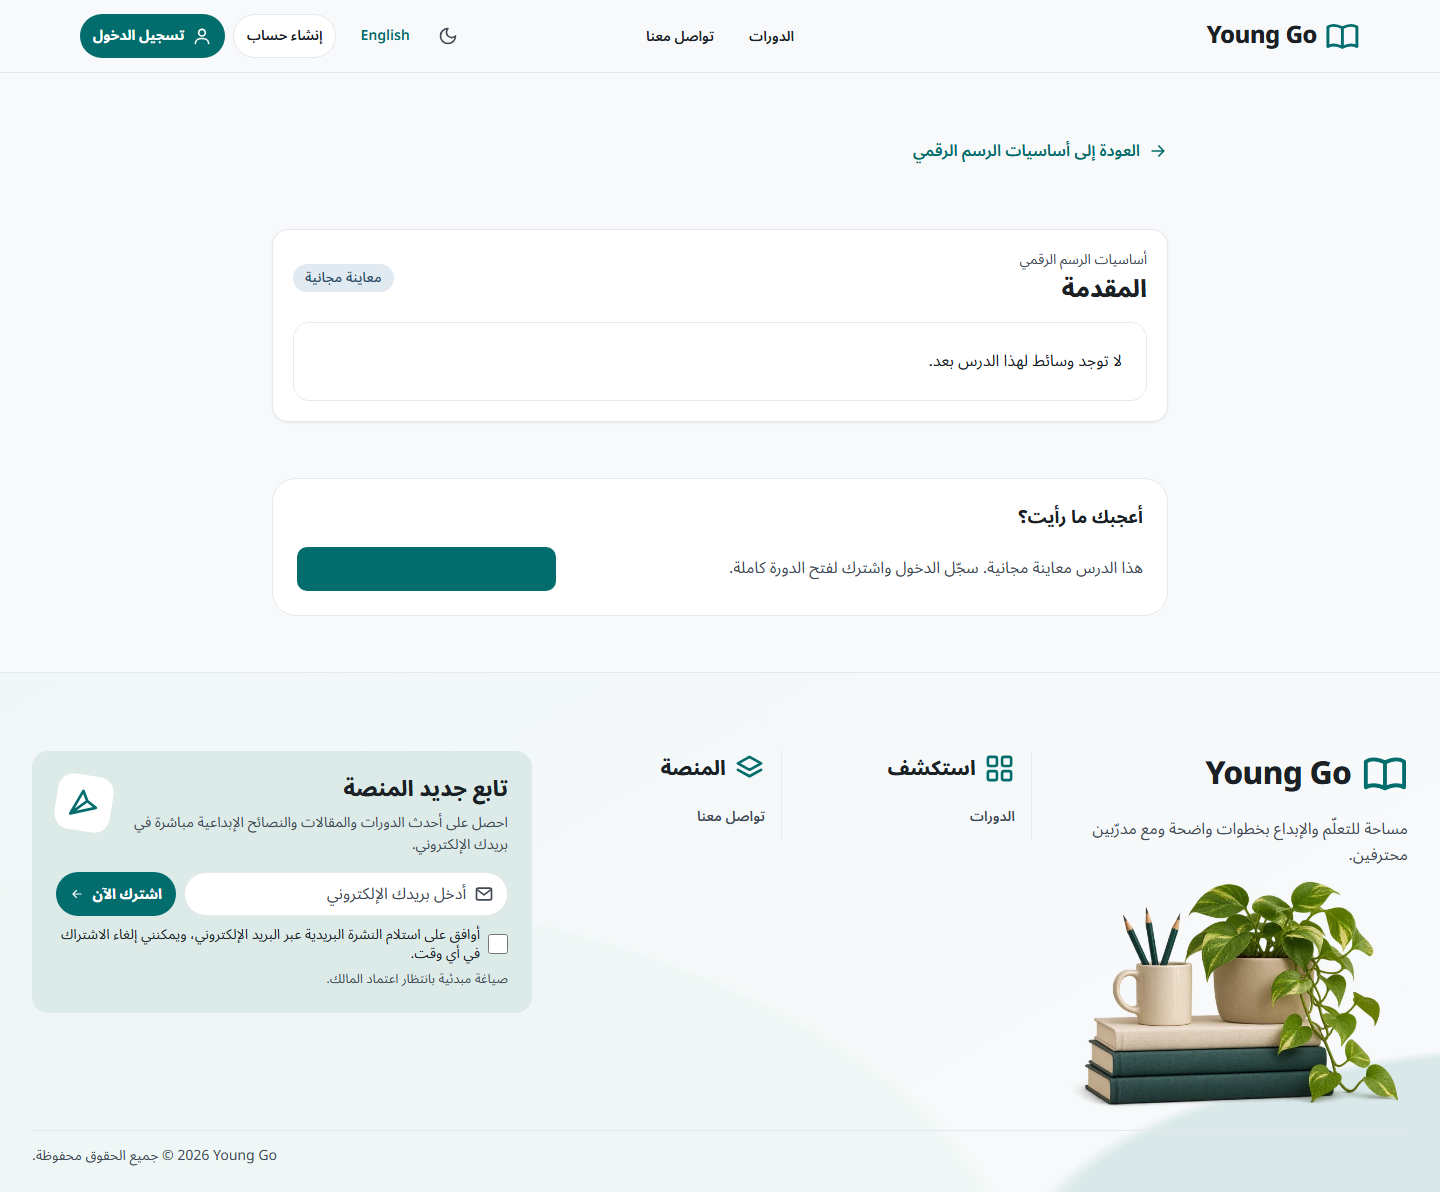 Young Go
الدورات
تواصل معنا
English
إنشاء حساب
تسجيل الدخول
العودة إلى أساسيات الرسم الرقمي
أساسيات الرسم الرقمي
المقدمة
معاينة مجانية
لا توجد وسائط لهذا الدرس بعد.
أعجبك ما رأيت؟
هذا الدرس معاينة مجانية. سجّل الدخول واشترك لفتح الدورة كاملة.
Young Go
مساحة للتعلّم والإبداع بخطوات واضحة ومع مدرّبين
محترفين.
استكشف
الدورات
المنصة
تواصل معنا
تابع جديد المنصة
احصل على أحدث الدورات والمقالات والنصائح الإبداعية مباشرة في
بريدك الإلكتروني.
أدخل بريدك الإلكتروني
اشترك الآن
أوافق على استلام النشرة البريدية عبر البريد الإلكتروني، ويمكنني إلغاء الاشتراك
في أي وقت.
صياغة مبدئية بانتظار اعتماد المالك.
© 2026 Young Go جميع الحقوق محفوظة.